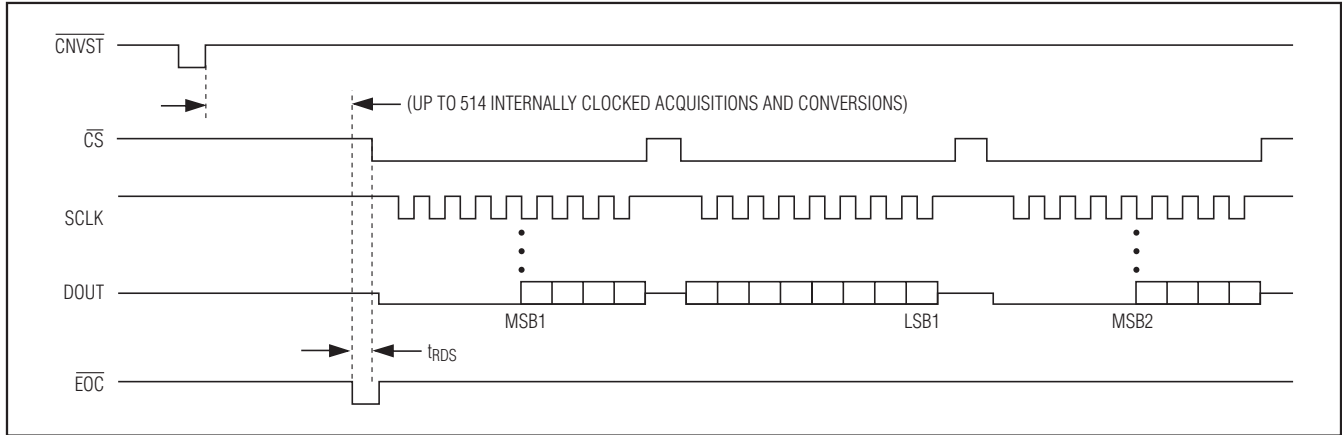 CNVST
(UP TO 514 INTERNALLY CLOCKED ACQUISITIONS AND CONVERSIONS)
CS
SCLK
DOUT
MSB1 LSB1 MSB2
tRDS
EOC